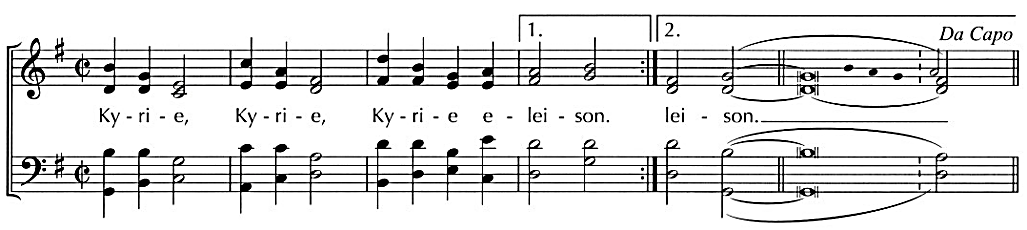 1. 2.
Da Capo
Ky - ri - e, Ky - ri - e, Ky - ri - e e - lei - son. lei - son.